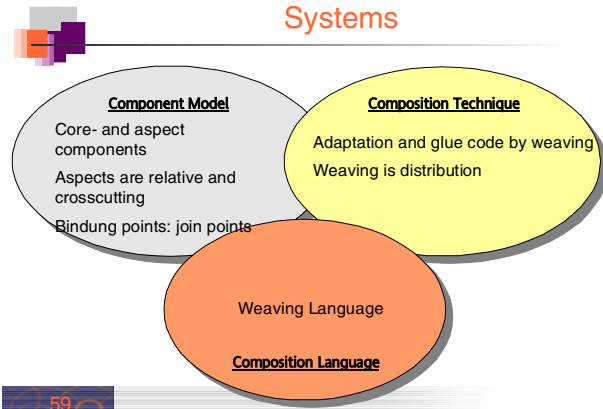 Systems
Component Model
Core- and aspect
components
Aspects are relative and
crosscutting
Bindung points: join points
Composition Technique
Adaptation and glue code by weaving
Weaving is distribution
Weaving Language
Composition Language
59